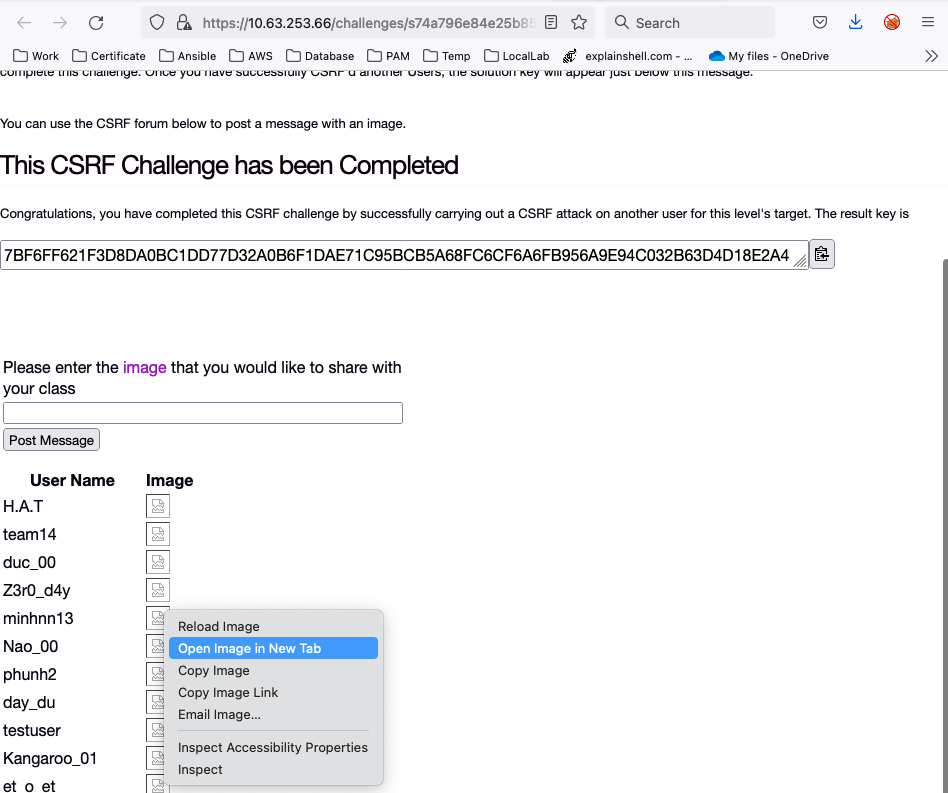 https://10.63.253.66/challenges/s74a796e84e25b85
Search
Work Certificate Ansible AWS Database PAM Temp LocalLab explainshell.com - ... My files - OneDrive
complete this challenge. Once you have successfully CSRF'd another Users, the solution key will appear just below this message.
You can use the CSRF forum below to post a message with an image.
This CSRF Challenge has been Completed
Congratulations, you have completed this CSRF challenge by successfully carrying out a CSRF attack on another user for this level's target. The result key is
7BF6FF621F3D8DA0BC1DD77D32A0B6F1DAE71C95BCB5A68FC6CF6A6FB956A9E94C032B63D4D18E2A4
Please enter the image that you would like to share with
your class
Post Message
User Name Image
H.A.T
team14
duc_00
Z3r0_d4y
minhnn13
Nao_00
phunh2
day_du
testuser
Kangaroo_01
et_o_et
Reload Image
Open Image in New Tab
Copy Image
Copy Image Link
Email Image...
Inspect Accessibility Properties
Inspect